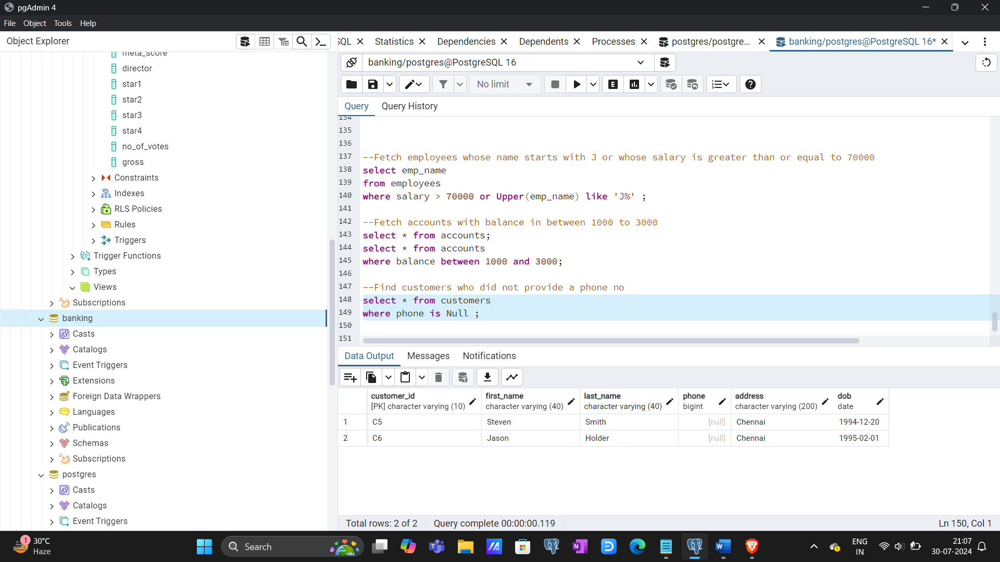 pgAdmin 4
File Object Tools Help
Object Explorer
SQL Statistics Dependencies Dependents Processes postgres/postgre... banking/postgres@PostgreSQL 16*
meta_score
director
star1
star2
star3
star4
no_of_votes
gross
Constraints
Indexes
RLS Policies
Rules
Triggers
Trigger Functions
Types
Views
Subscriptions
banking
Casts
Catalogs
Event Triggers
Extensions
Foreign Data Wrappers
Languages
Publications
Schemas
Subscriptions
postgres
Casts
Catalogs
Event Triggers
banking/postgres@PostgreSQL 16
No limit E
Query Query History
134
135
136
137 --Fetch employees whose name starts with J or whose salary is greater than or equal to 70000
138 select emp_name
139 from employees
140 where salary > 70000 or Upper(emp_name) like 'J%' ;
141
142 --Fetch accounts with balance in between 1000 to 3000
143 select * from accounts;
144 select * from accounts
145 where balance between 1000 and 3000;
146
147 --Find customers who did not provide a phone no
148 select * from customers
149 where phone is Null ;
150
151
Data Output Messages Notifications
customer_id first_name last_name phone address dob
[PK] character varying (10) character varying (40) character varying (40) bigint character varying (200) date
1 C5 Steven Smith [null] Chennai 1994-12-20
2 C6 Jason Holder [null] Chennai 1995-02-01
Total rows: 2 of 2 Query complete 00:00:00.119 Ln 150, Col 1
1 30°C
Haze
Search
ENG
IN
21:07
30-07-2024